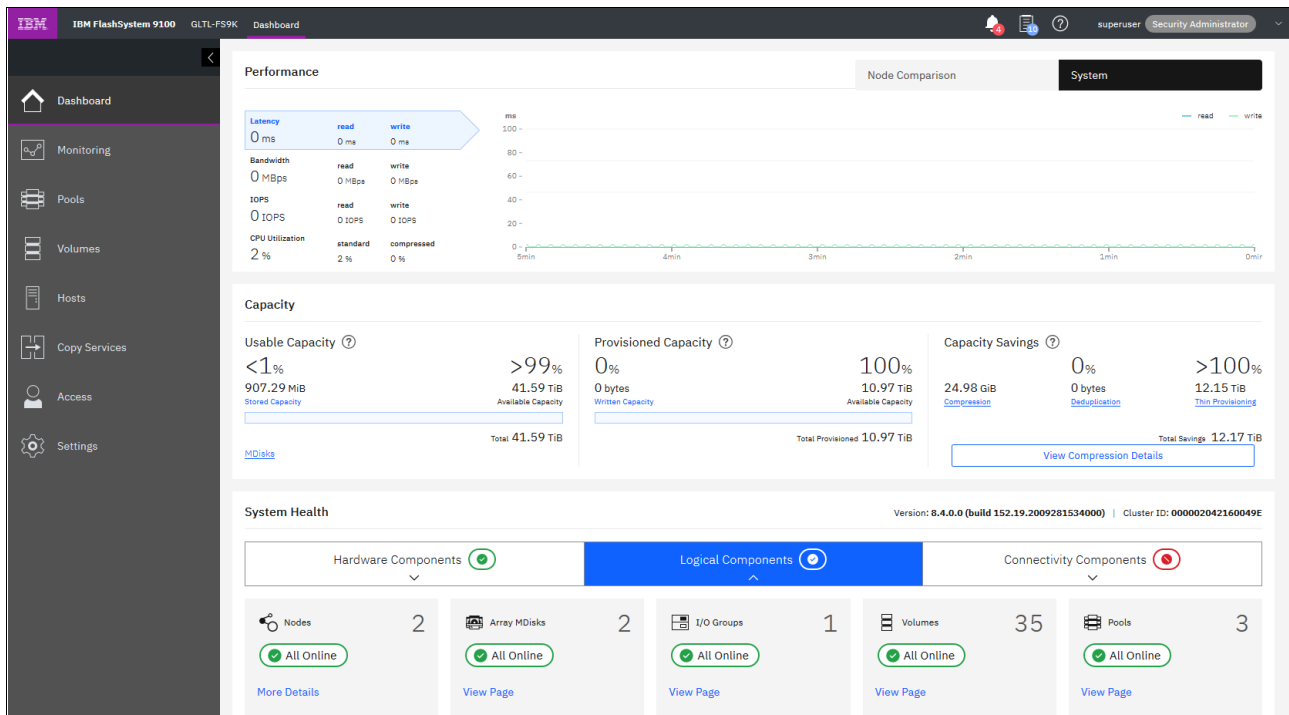 IBM IBM FlashSystem 9100 GLTL-FS9K Dashboard 4 10 superuser Security Administrator
Dashboard
Monitoring
Pools
Volumes
Hosts
Copy Services
Access
Settings
Performance Node Comparison System
Latency read write
0 ms 0 ms 0 ms
Bandwidth read write
0 MBps 0 MBps 0 MBps
IOPS read write
0 IOPS 0 IOPS 0 IOPS
CPU Utilization standard compressed
2 % 2 % 0 %
ms read write
100
80
60
40
20
0
5min 4min 3min 2min 1min 0min
Capacity
Usable Capacity ?
<1% >99%
907.29 MiB 41.59 TiB
Stored Capacity Available Capacity
Total 41.59 TiB
MDisks
Provisioned Capacity ?
0% 100%
0 bytes 10.97 TiB
Written Capacity Available Capacity
Total Provisioned 10.97 TiB
Capacity Savings ?
0% >100%
24.98 GiB 0 bytes 12.15 TiB
Compression Deduplication Thin Provisioning
Total Savings 12.17 TiB
View Compression Details
System Health Version: 8.4.0.0 (build 152.19.2009281534000) | Cluster ID: 000002042160049E
Hardware Components Logical Components Connectivity Components
Nodes 2 Array MDisks 2 I/O Groups 1 Volumes 35 Pools 3
All Online All Online All Online All Online All Online
More Details View Page View Page View Page View Page